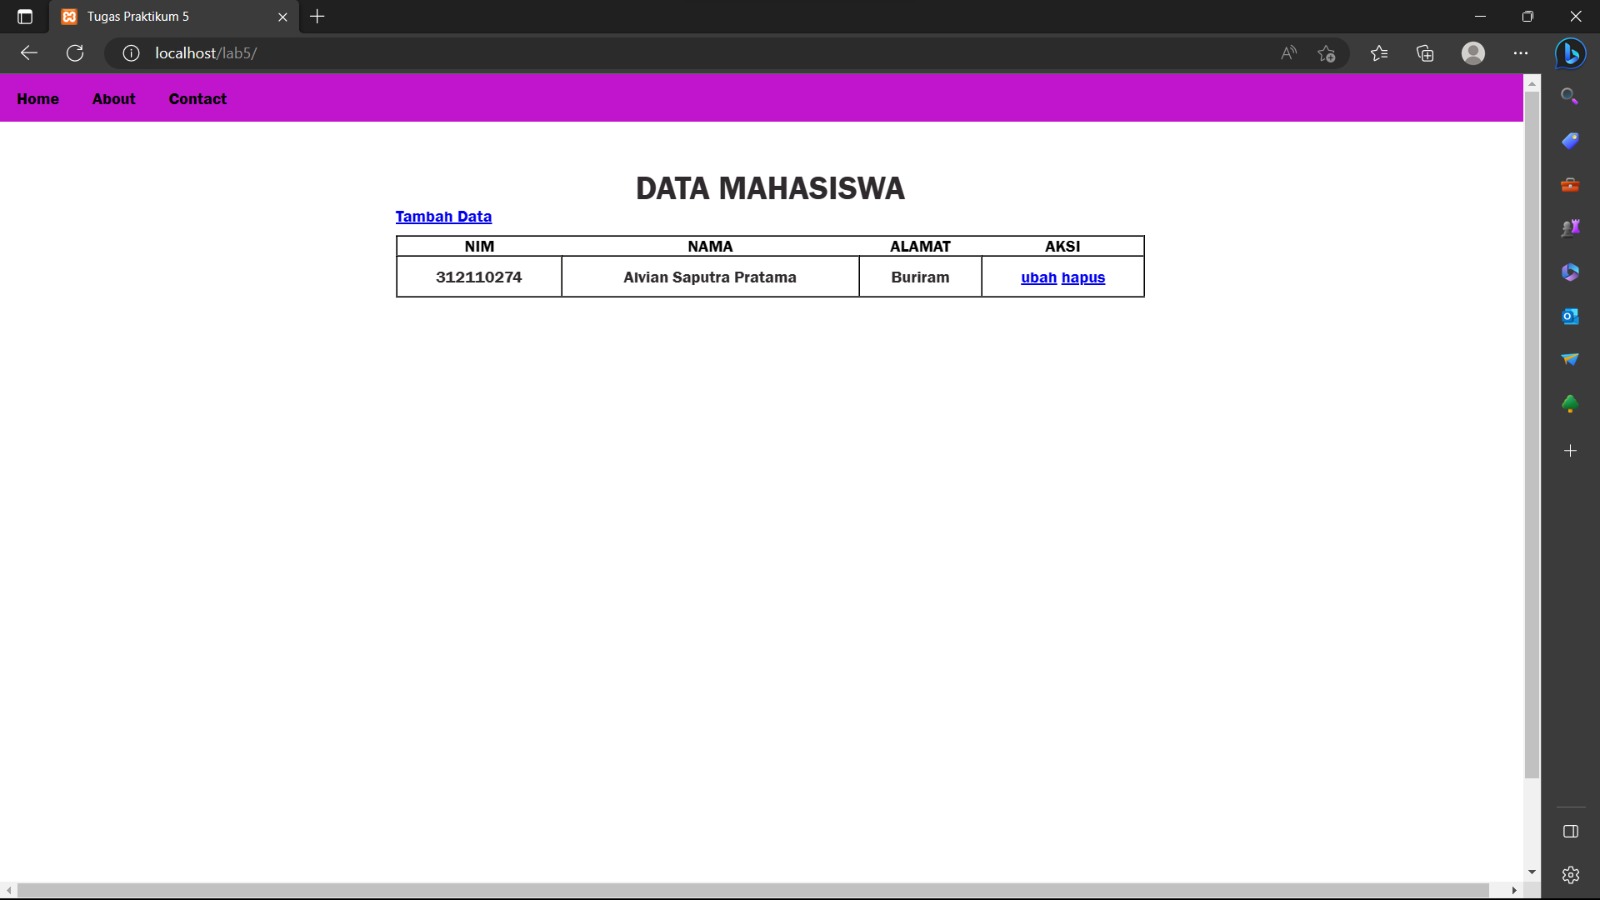 Tugas Praktikum 5
localhost/lab5/
Home About Contact
DATA MAHASISWA
Tambah Data
NIM NAMA ALAMAT AKSI
312110274 Alvian Saputra Pratama Buriram ubah hapus